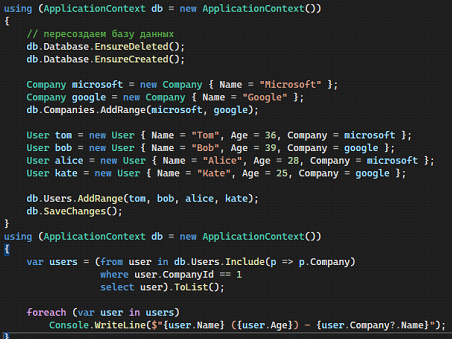 using (ApplicationContext db = new ApplicationContext())
{
    // пересоздаем базу данных
    db.Database.EnsureDeleted();
    db.Database.EnsureCreated();

    Company microsoft = new Company { Name = "Microsoft" };
    Company google = new Company { Name = "Google" };
    db.Companies.AddRange(microsoft, google);

    User tom = new User { Name = "Tom", Age = 36, Company = microsoft };
    User bob = new User { Name = "Bob", Age = 39, Company = google };
    User alice = new User { Name = "Alice", Age = 28, Company = microsoft };
    User kate = new User { Name = "Kate", Age = 25, Company = google };

    db.Users.AddRange(tom, bob, alice, kate);
    db.SaveChanges();
}
using (ApplicationContext db = new ApplicationContext())
{
    var users = (from user in db.Users.Include(p => p.Company)
                 where user.CompanyId == 1
                 select user).ToList();

    foreach (var user in users)
        Console.WriteLine($"{user.Name} ({user.Age}) - {user.Company?.Name}");
}